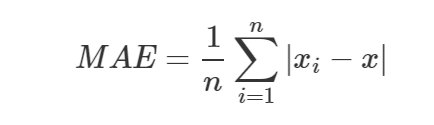 MAE = \frac{1}{n} \sum_{i=1}^{n} |x_i - x|